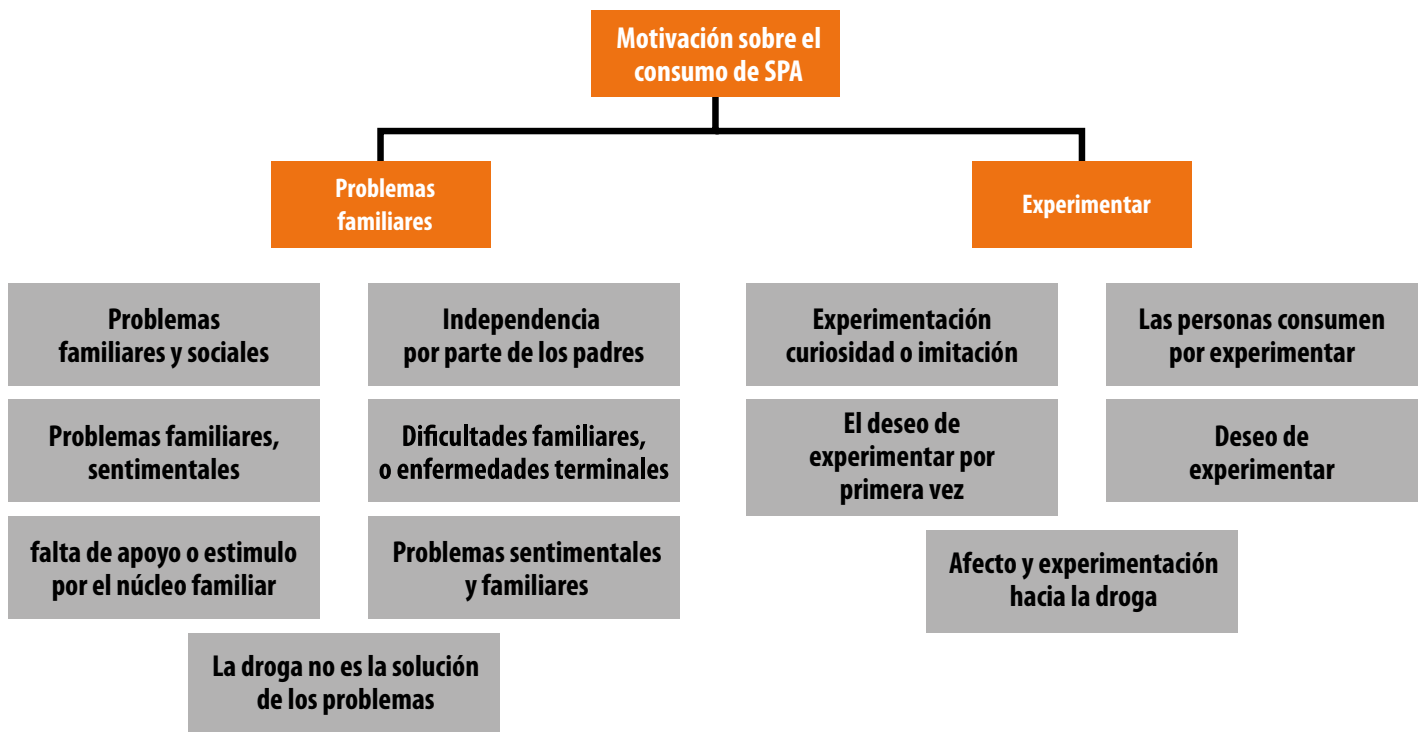 Motivación sobre el
consumo de SPA
Problemas
familiares
Experimentar
Problemas
familiares y sociales
Independencia
por parte de los padres
Experimentación
curiosidad o imitación
Las personas consumen
por experimentar
Problemas familiares,
sentimentales
Dificultades familiares,
o enfermedades terminales
El deseo de
experimentar por
primera vez
Deseo de
experimentar
falta de apoyo o estimulo
por el núcleo familiar
Problemas sentimentales
y familiares
Afecto y experimentación
hacia la droga
La droga no es la solución
de los problemas